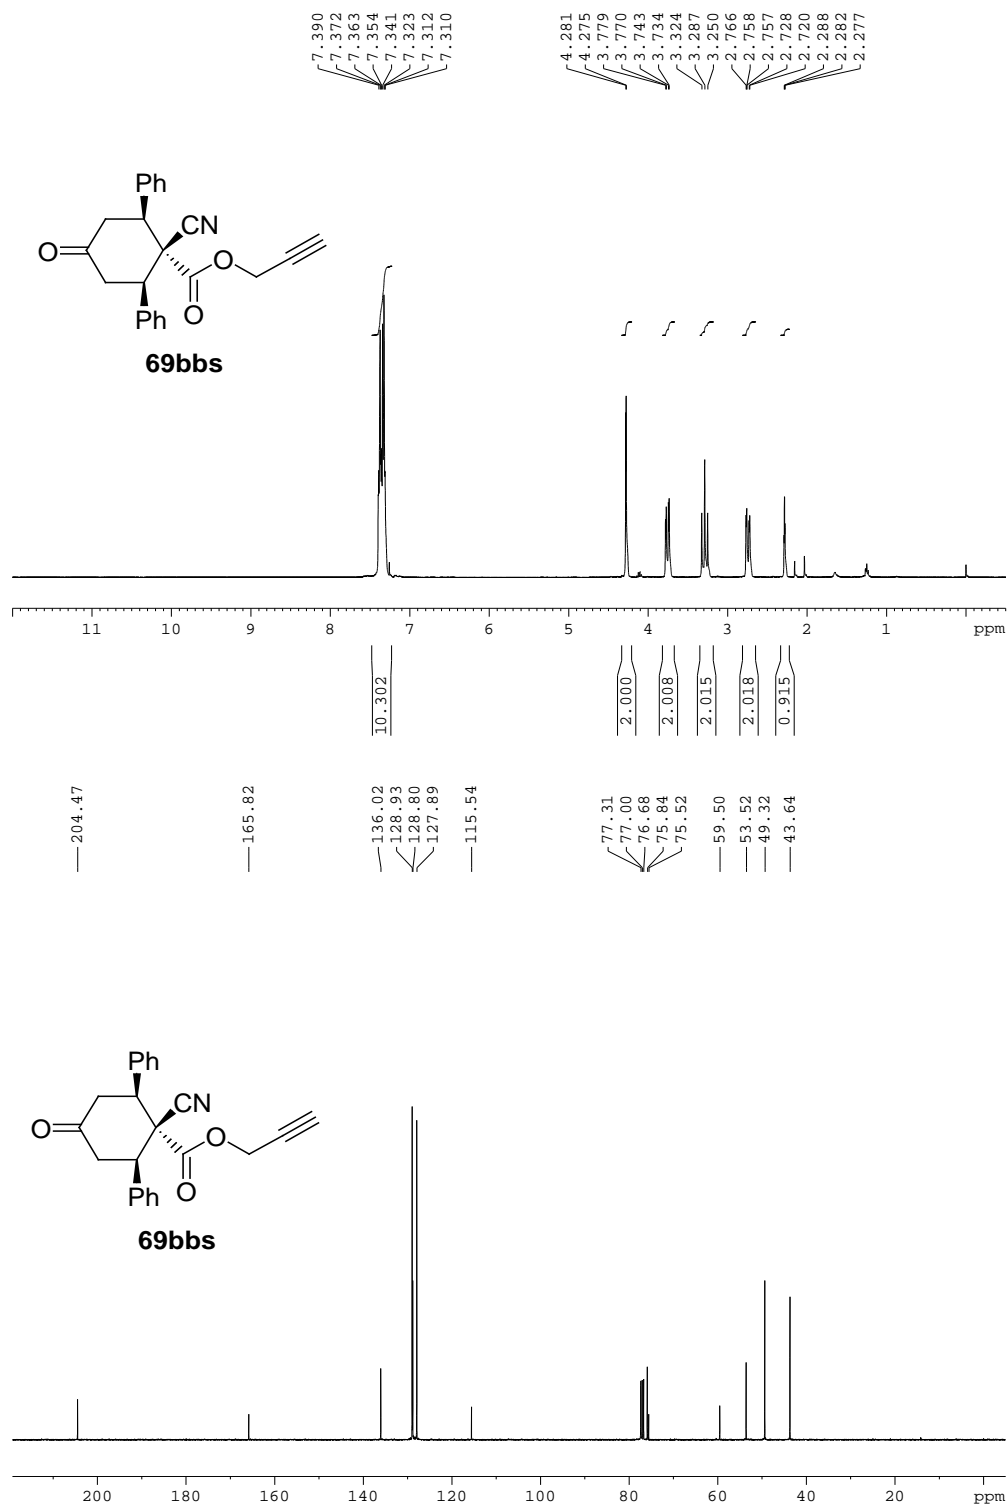 7.390
7.372
7.363
7.354
7.341
7.323
7.312
7.310
4.281
4.275
3.779
3.770
3.743
3.734
3.324
3.287
3.250
2.766
2.758
2.757
2.728
2.720
2.288
2.282
2.277
Ph
CN
O
O
O
Ph
69bbs
11 10 9 8 7 6 5 4 3 2 1 ppm
10.302
2.000
2.008
2.015
2.018
0.915
204.47
165.82
136.02
128.93
128.80
127.89
115.54
77.31
77.00
76.68
75.84
75.52
59.50
53.52
49.32
43.64
Ph
CN
O
O
O
Ph
69bbs
200 180 160 140 120 100 80 60 40 20 ppm